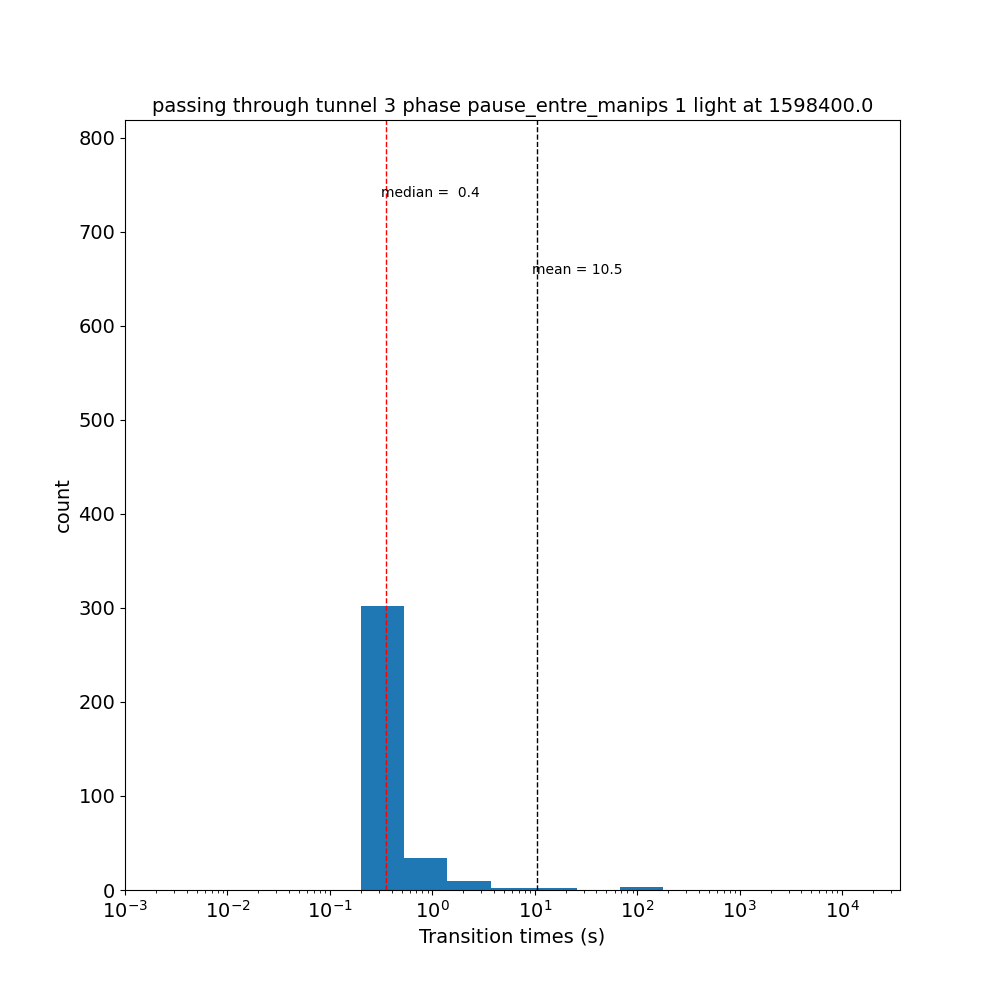 passing through tunnel 3 phase pause_entre_manips 1 light at 1598400.0
800
700
600
500
400
300
200
100
0
count
median =  0.4
mean = 10.5
10⁻³ 10⁻² 10⁻¹ 10⁰ 10¹ 10² 10³ 10⁴
Transition times (s)